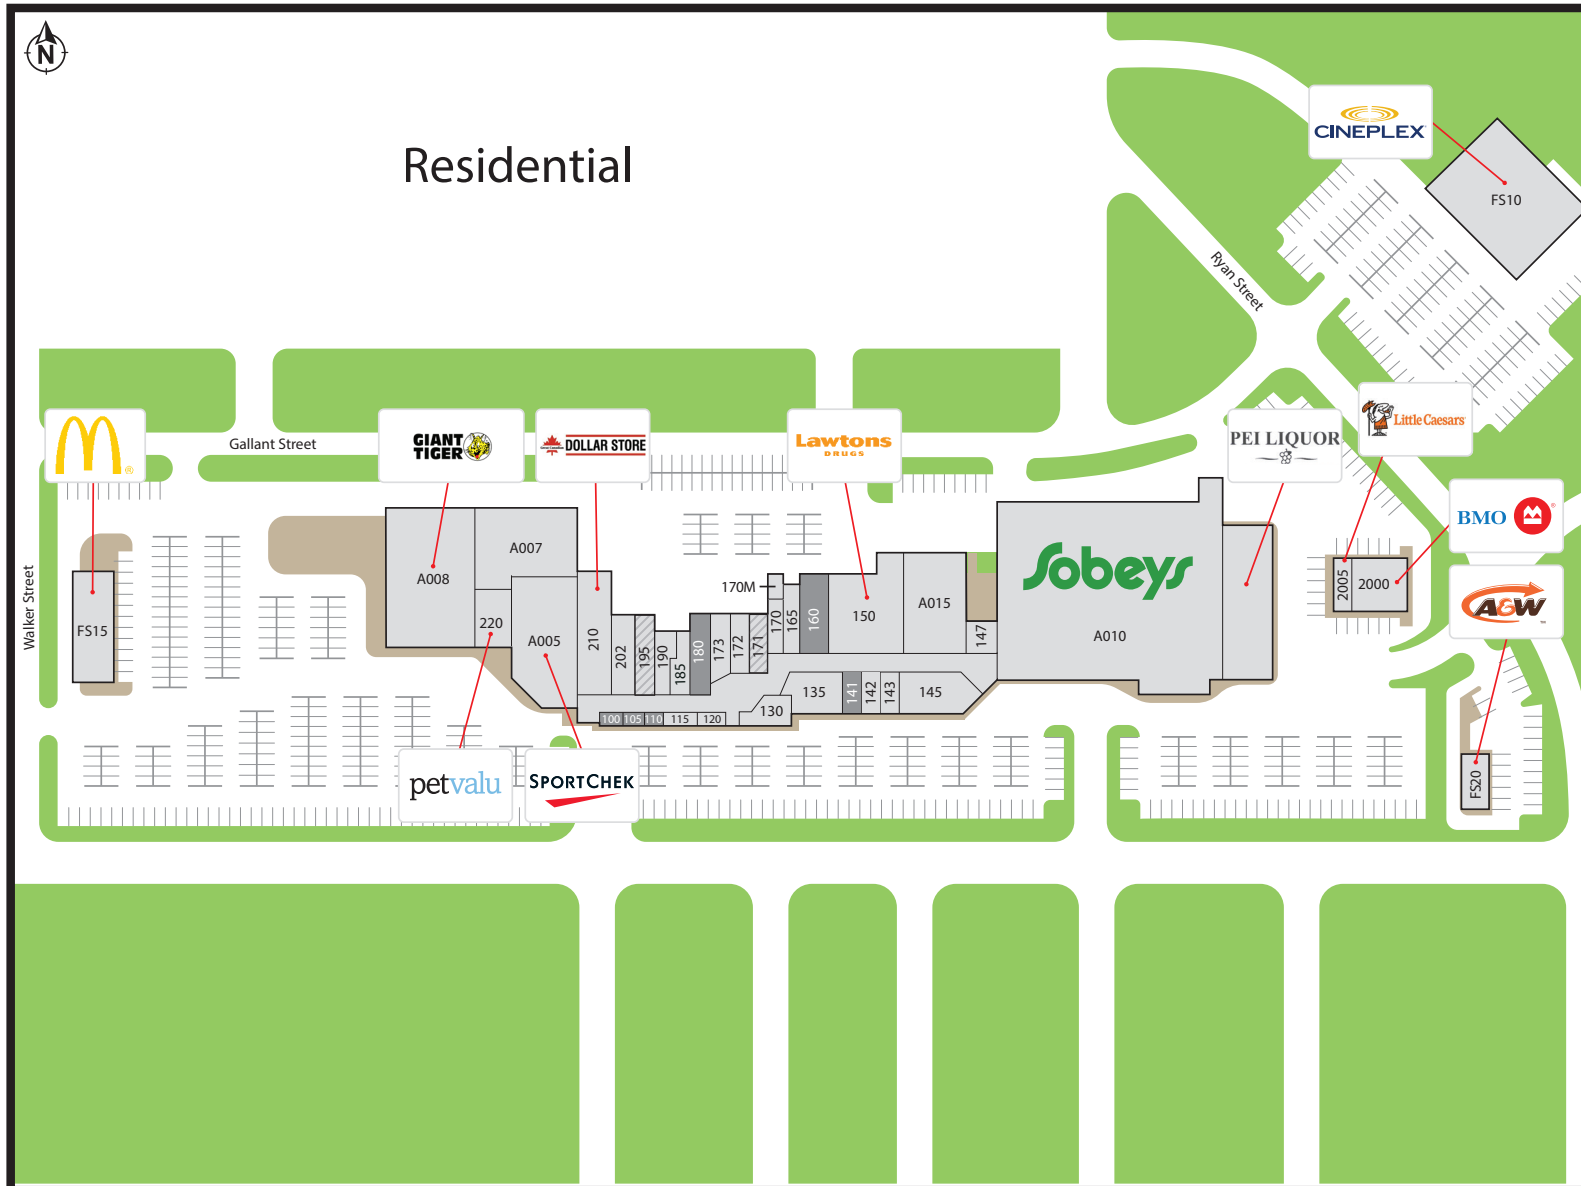 N
Residential
CINEPLEX
FS10
Ryan Street
Gallant Street
GIANT
TIGER
Great Canadian
DOLLAR STORE
Lawtons
DRUGS
PEI LIQUOR
Little Caesars
BMO
A&W
Sobeys
Walker Street
FS15
A008
A007
220
A005
210
202
195
190
185
180
173
172
171
170M
170
165
160
150
A015
147
A010
2005
2000
100
105
110
115
120
130
135
141
142
143
145
petvalu
SPORTCHEK
FS20